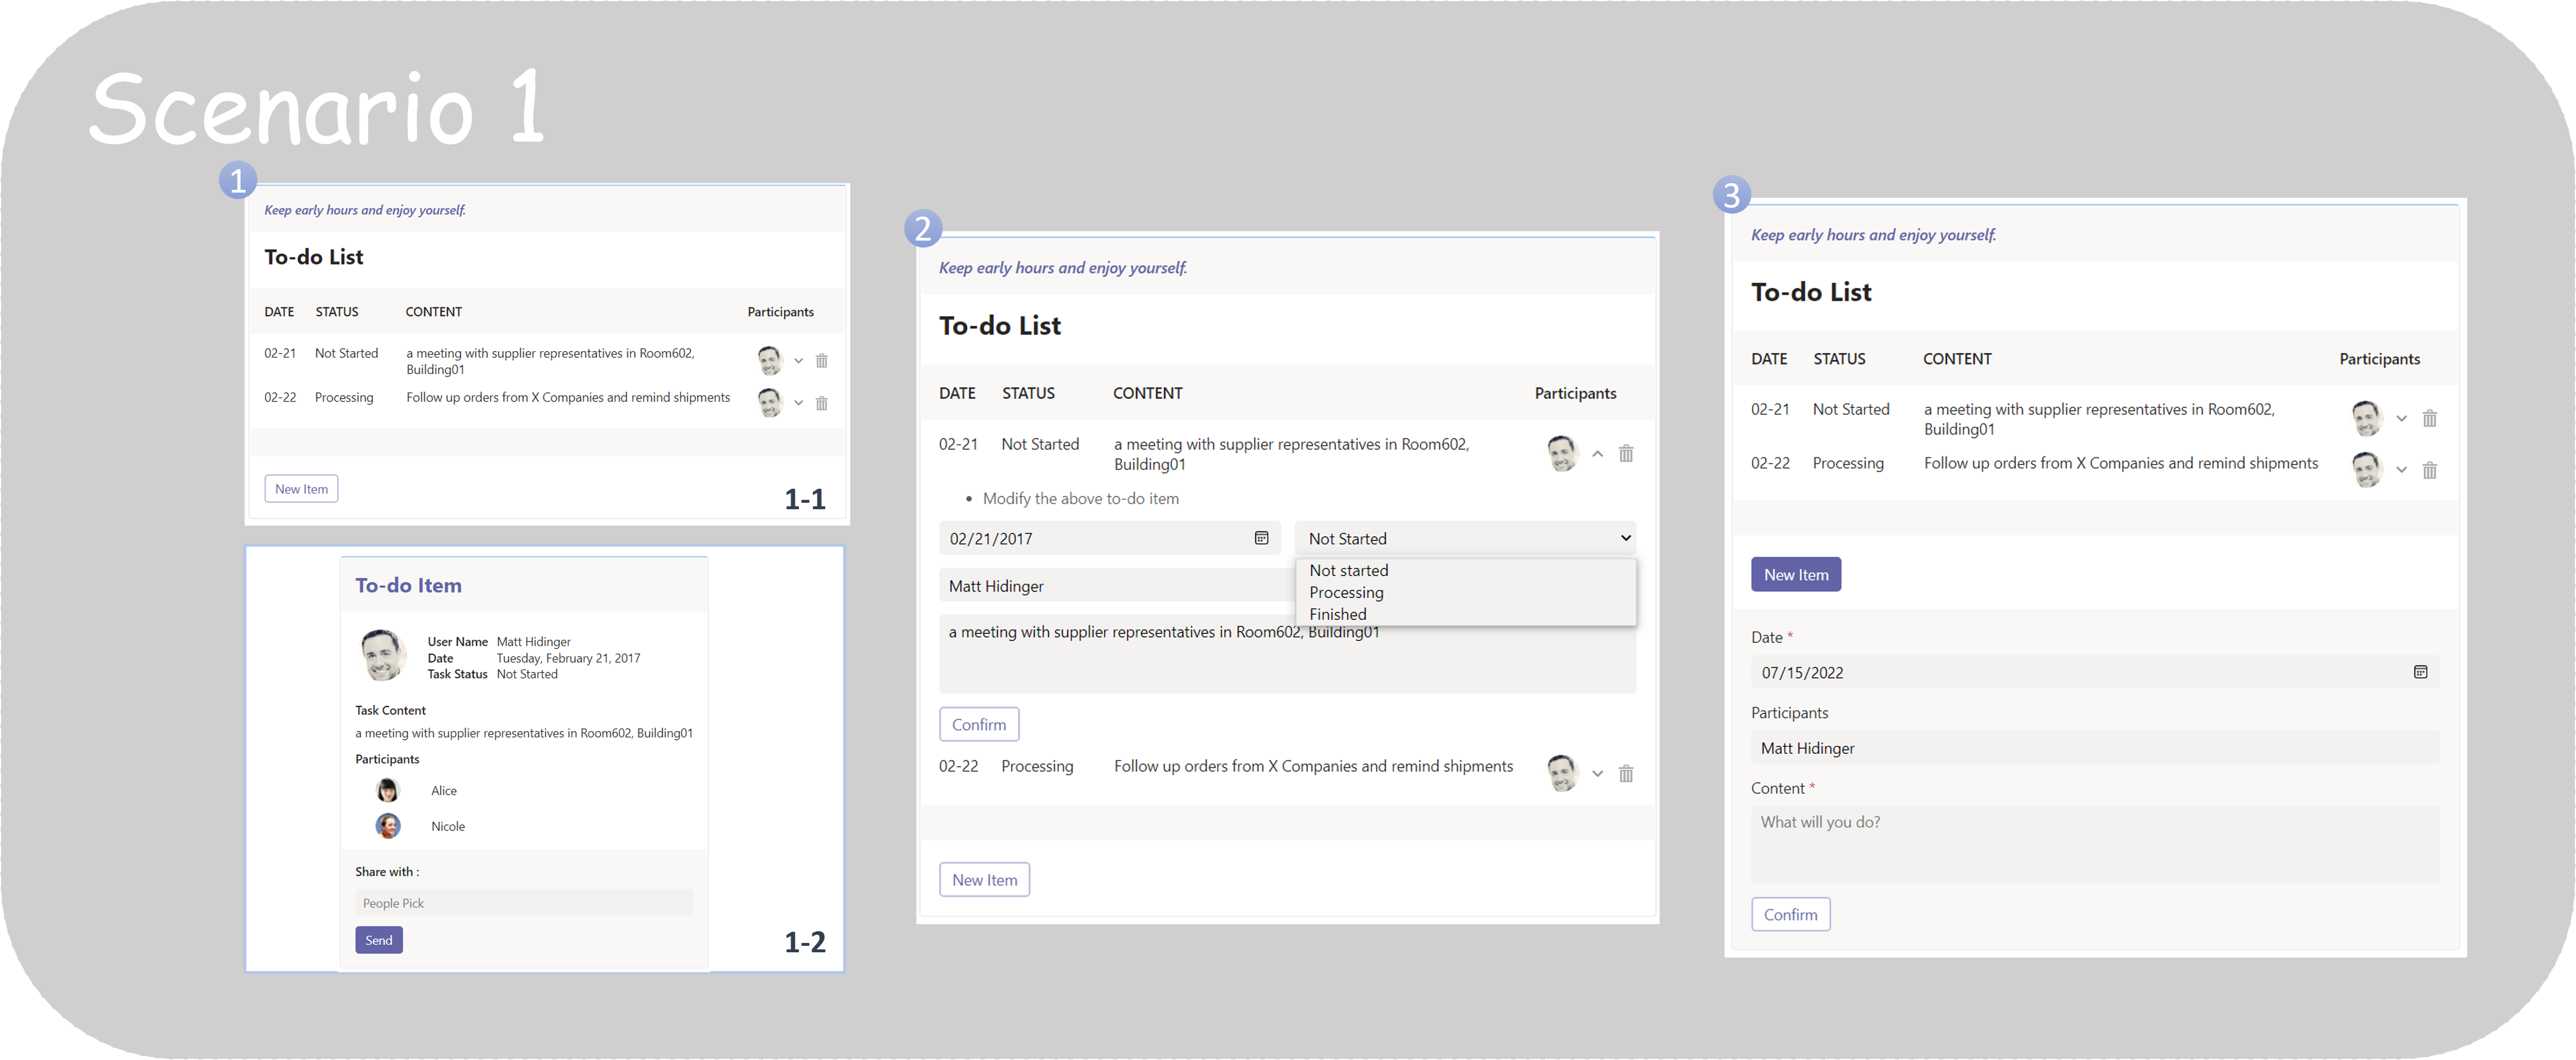 Scenario 1
1
Keep early hours and enjoy yourself.
To-do List
DATE STATUS CONTENT Participants
02-21 Not Started a meeting with supplier representatives in Room602,
Building01
02-22 Processing Follow up orders from X Companies and remind shipments
New Item
1-1
To-do Item
User Name Matt Hidinger
Date Tuesday, February 21, 2017
Task Status Not Started
Task Content
a meeting with supplier representatives in Room602, Building01
Participants
Alice
Nicole
Share with :
People Pick
Send
1-2
2
Keep early hours and enjoy yourself.
To-do List
DATE STATUS CONTENT Participants
02-21 Not Started a meeting with supplier representatives in Room602,
Building01
• Modify the above to-do item
02/21/2017 Not Started
Not started
Matt Hidinger Processing
Finished
a meeting with supplier representatives in Room602, Building01
Confirm
02-22 Processing Follow up orders from X Companies and remind shipments
New Item
3
Keep early hours and enjoy yourself.
To-do List
DATE STATUS CONTENT Participants
02-21 Not Started a meeting with supplier representatives in Room602,
Building01
02-22 Processing Follow up orders from X Companies and remind shipments
New Item
Date *
07/15/2022
Participants
Matt Hidinger
Content *
What will you do?
Confirm